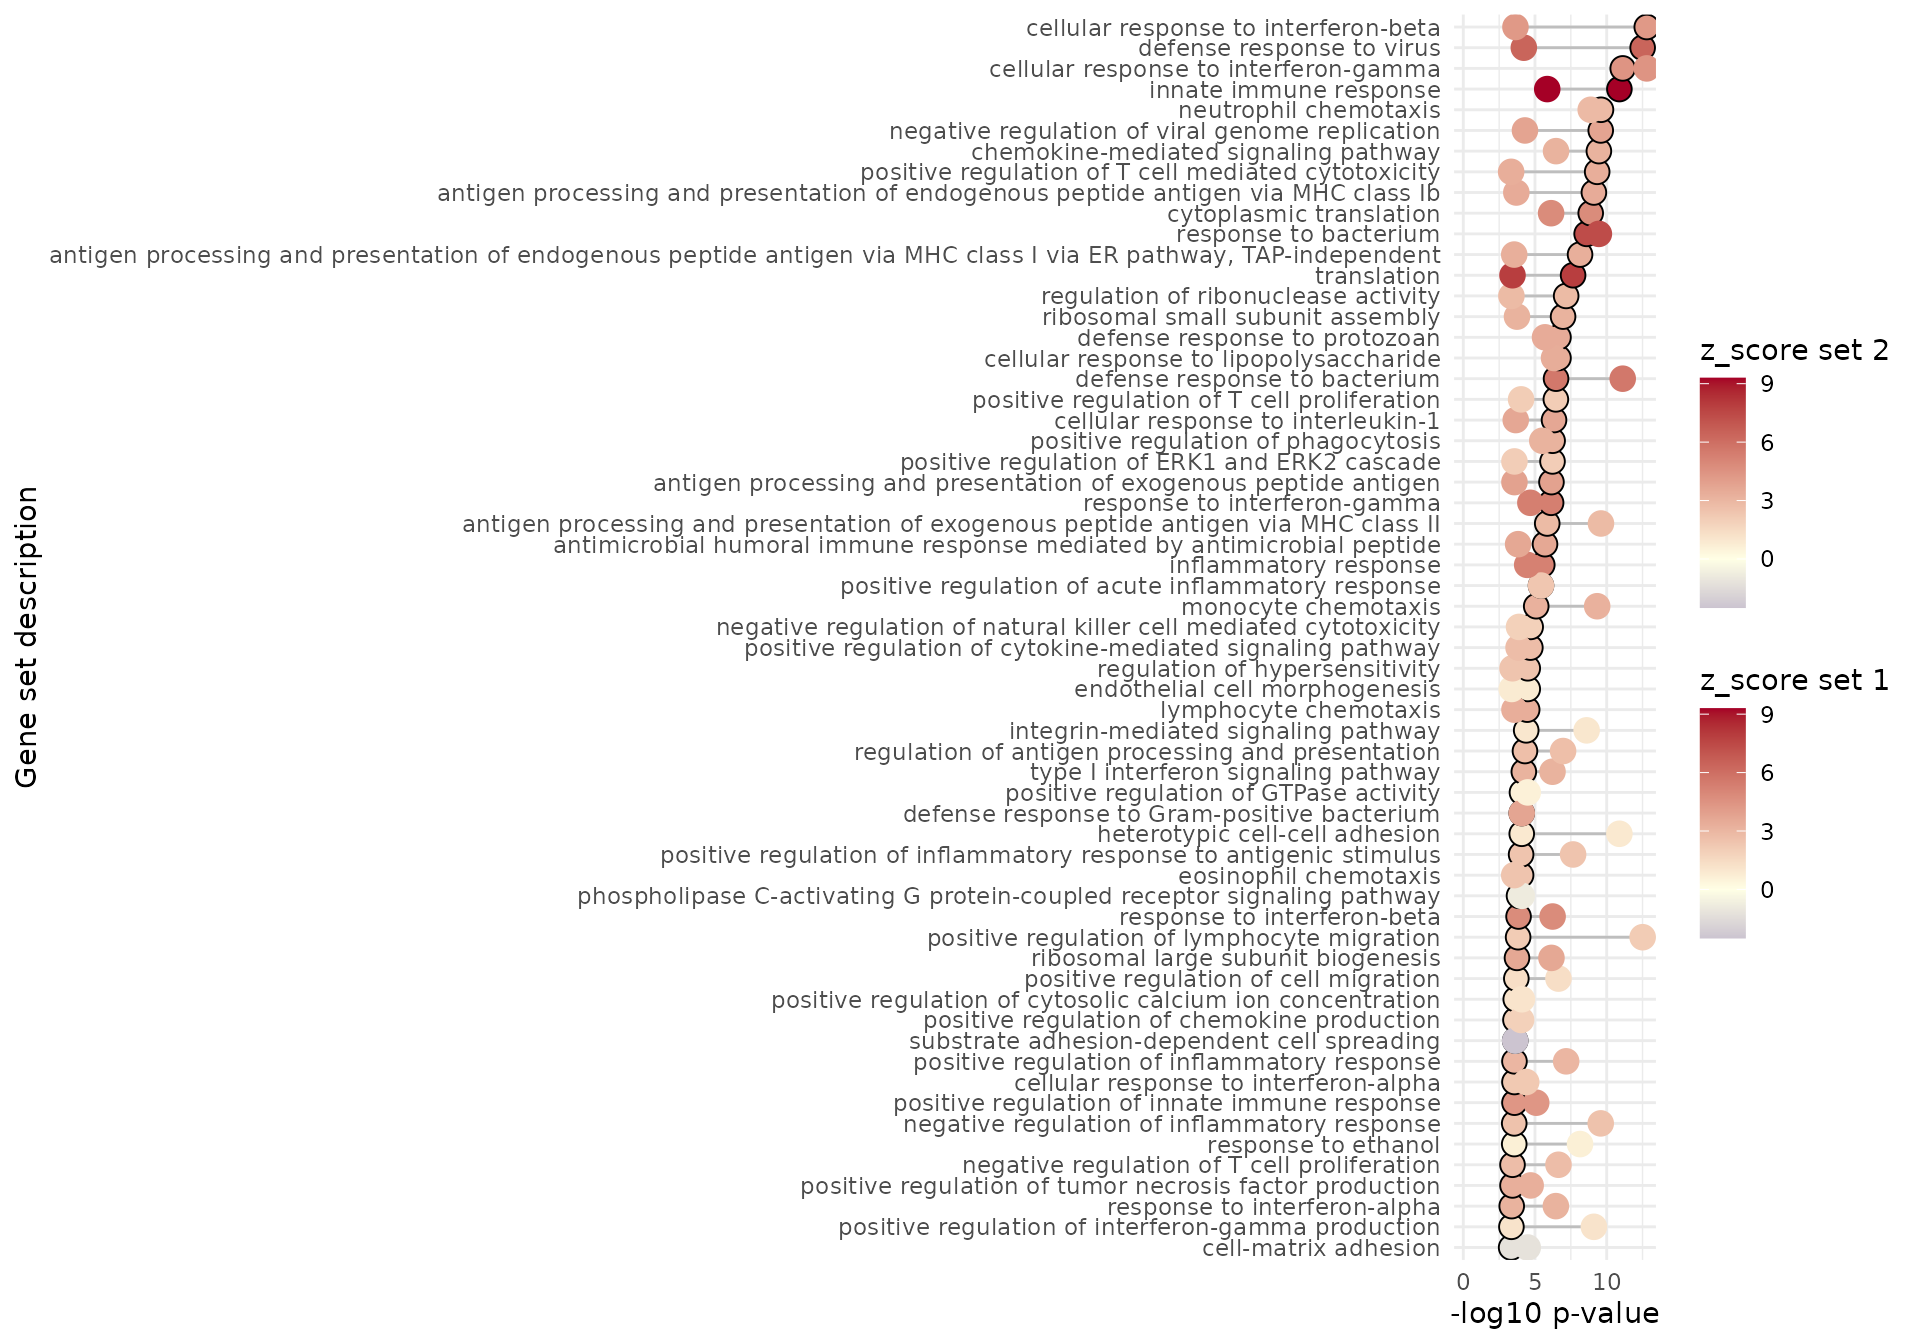 cellular response to interferon-beta
defense response to virus
cellular response to interferon-gamma
innate immune response
neutrophil chemotaxis
negative regulation of viral genome replication
chemokine-mediated signaling pathway
positive regulation of T cell mediated cytotoxicity
antigen processing and presentation of endogenous peptide antigen via MHC class Ib
cytoplasmic translation
response to bacterium
antigen processing and presentation of endogenous peptide antigen via MHC class I via ER pathway, TAP-independent
translation
regulation of ribonuclease activity
ribosomal small subunit assembly
defense response to protozoan
cellular response to lipopolysaccharide
defense response to bacterium
positive regulation of T cell proliferation
cellular response to interleukin-1
positive regulation of phagocytosis
positive regulation of ERK1 and ERK2 cascade
antigen processing and presentation of exogenous peptide antigen
response to interferon-gamma
antigen processing and presentation of exogenous peptide antigen via MHC class II
antimicrobial humoral immune response mediated by antimicrobial peptide
inflammatory response
positive regulation of acute inflammatory response
monocyte chemotaxis
negative regulation of natural killer cell mediated cytotoxicity
positive regulation of cytokine-mediated signaling pathway
regulation of hypersensitivity
endothelial cell morphogenesis
lymphocyte chemotaxis
integrin-mediated signaling pathway
regulation of antigen processing and presentation
type I interferon signaling pathway
positive regulation of GTPase activity
defense response to Gram-positive bacterium
heterotypic cell-cell adhesion
positive regulation of inflammatory response to antigenic stimulus
eosinophil chemotaxis
phospholipase C-activating G protein-coupled receptor signaling pathway
response to interferon-beta
positive regulation of lymphocyte migration
ribosomal large subunit biogenesis
positive regulation of cell migration
positive regulation of cytosolic calcium ion concentration
positive regulation of chemokine production
substrate adhesion-dependent cell spreading
positive regulation of inflammatory response
cellular response to interferon-alpha
positive regulation of innate immune response
negative regulation of inflammatory response
response to ethanol
negative regulation of T cell proliferation
positive regulation of tumor necrosis factor production
response to interferon-alpha
positive regulation of interferon-gamma production
cell-matrix adhesion
Gene set description
0 5 10
-log10 p-value
z_score set 2
9
6
3
0
z_score set 1
9
6
3
0